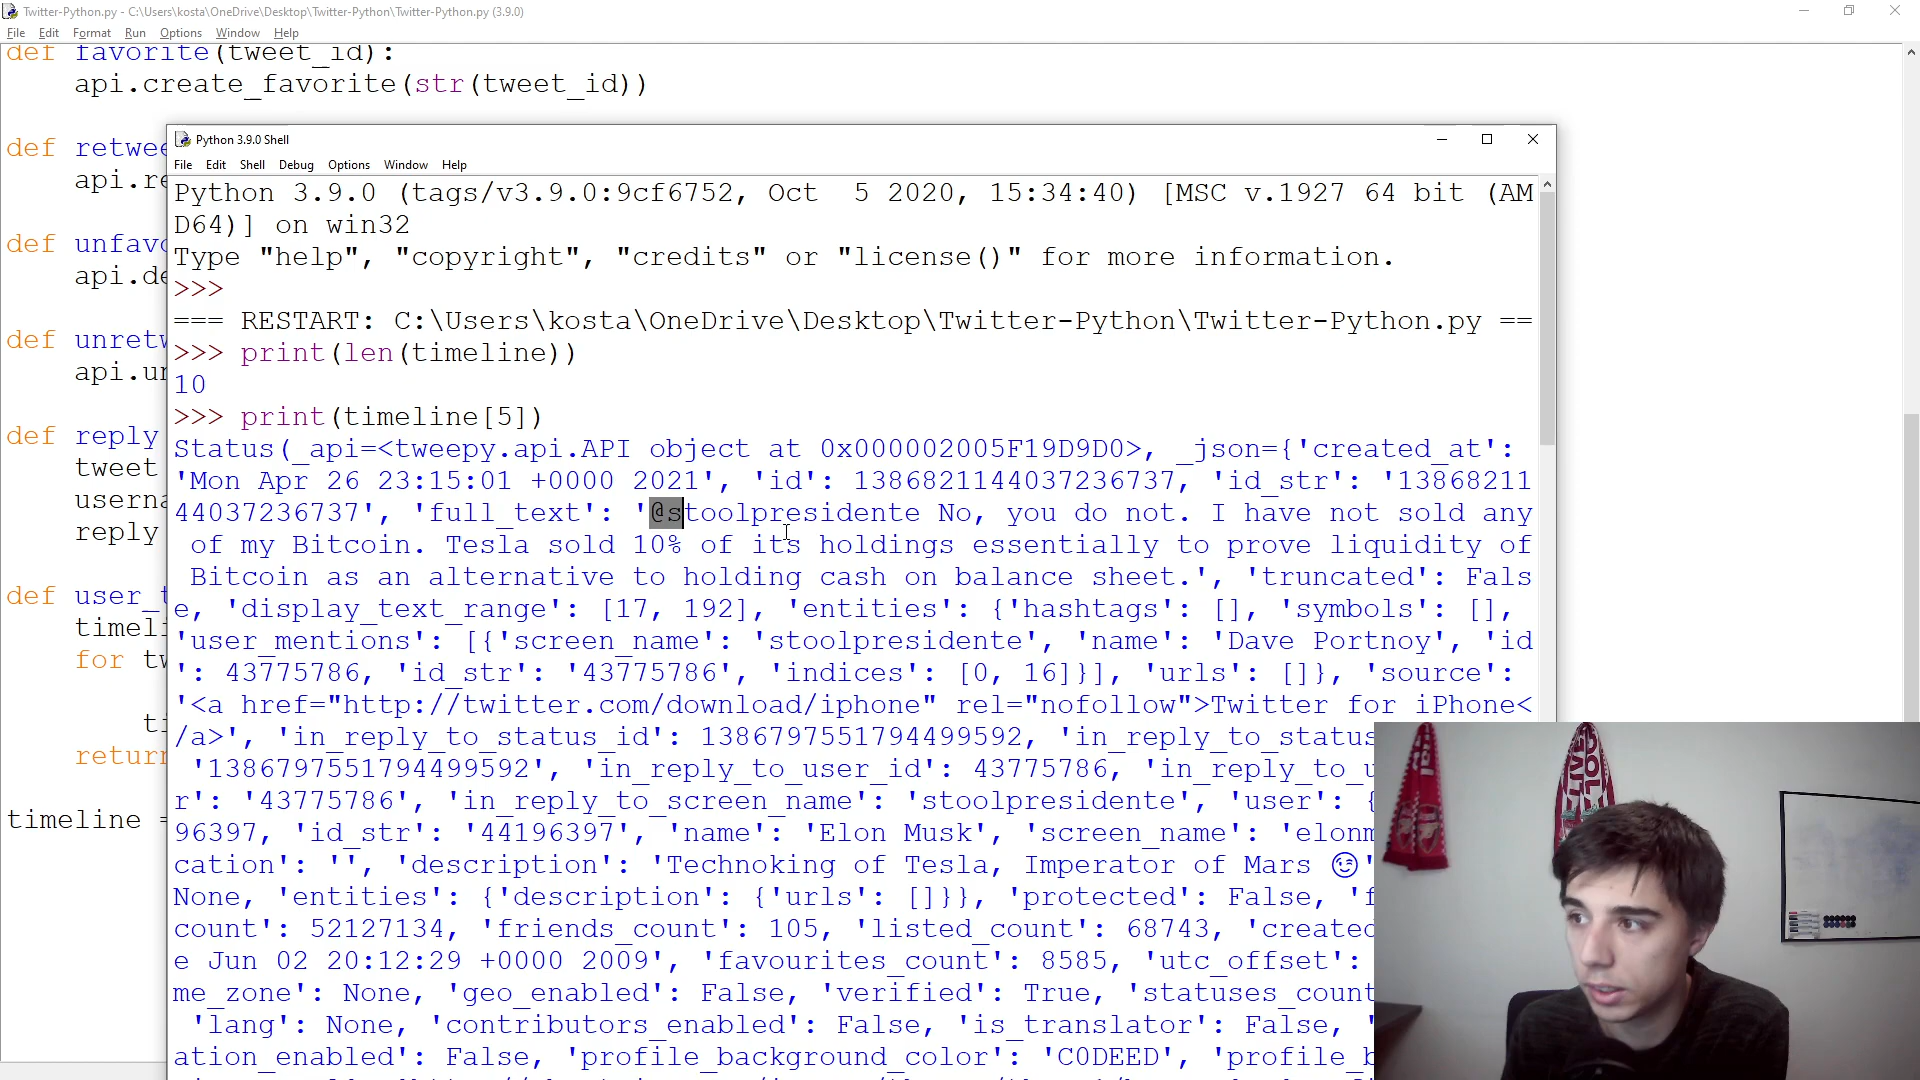 Twitter-Python.py - C:\Users\kosta\OneDrive\Desktop\Twitter-Python\Twitter-Python.py (3.9.0)
File Edit Format Run Options Window Help
def favorite(tweet_id):
api.create_favorite(str(tweet_id))
def retwee
api.re
def unfavo
api.de
def unretw
api.un
def reply
tweet
userna
reply
def user_t
timeli
for tw
ti
return
timeline =
Python 3.9.0 Shell
File Edit Shell Debug Options Window Help
Python 3.9.0 (tags/v3.9.0:9cf6752, Oct  5 2020, 15:34:40) [MSC v.1927 64 bit (AM
D64)] on win32
Type "help", "copyright", "credits" or "license()" for more information.
>>>
=== RESTART: C:\Users\kosta\OneDrive\Desktop\Twitter-Python\Twitter-Python.py ==
>>> print(len(timeline))
10
>>> print(timeline[5])
Status(_api=<tweepy.api.API object at 0x000002005F19D9D0>, _json={'created_at':
'Mon Apr 26 23:15:01 +0000 2021', 'id': 1386821144037236737, 'id_str': '13868211
44037236737', 'full_text': '@stoolpresidente No, you do not. I have not sold any
of my Bitcoin. Tesla sold 10% of its holdings essentially to prove liquidity of
Bitcoin as an alternative to holding cash on balance sheet.', 'truncated': Fals
e, 'display_text_range': [17, 192], 'entities': {'hashtags': [], 'symbols': [],
'user_mentions': [{'screen_name': 'stoolpresidente', 'name': 'Dave Portnoy', 'id
': 43775786, 'id_str': '43775786', 'indices': [0, 16]}], 'urls': []}, 'source':
'<a href="http://twitter.com/download/iphone" rel="nofollow">Twitter for iPhone<
/a>', 'in_reply_to_status_id': 1386797551794499592, 'in_reply_to_status
'1386797551794499592', 'in_reply_to_user_id': 43775786, 'in_reply_to_u
r': '43775786', 'in_reply_to_screen_name': 'stoolpresidente', 'user': {
96397, 'id_str': '44196397', 'name': 'Elon Musk', 'screen_name': 'elonm
cation': '', 'description': 'Technoking of Tesla, Imperator of Mars 😉'
None, 'entities': {'description': {'urls': []}}, 'protected': False, 'f
count': 52127134, 'friends_count': 105, 'listed_count': 68743, 'created
e Jun 02 20:12:29 +0000 2009', 'favourites_count': 8585, 'utc_offset':
me_zone': None, 'geo_enabled': False, 'verified': True, 'statuses_count
'lang': None, 'contributors_enabled': False, 'is_translator': False, '
ation_enabled': False, 'profile_background_color': 'C0DEED', 'profile_b